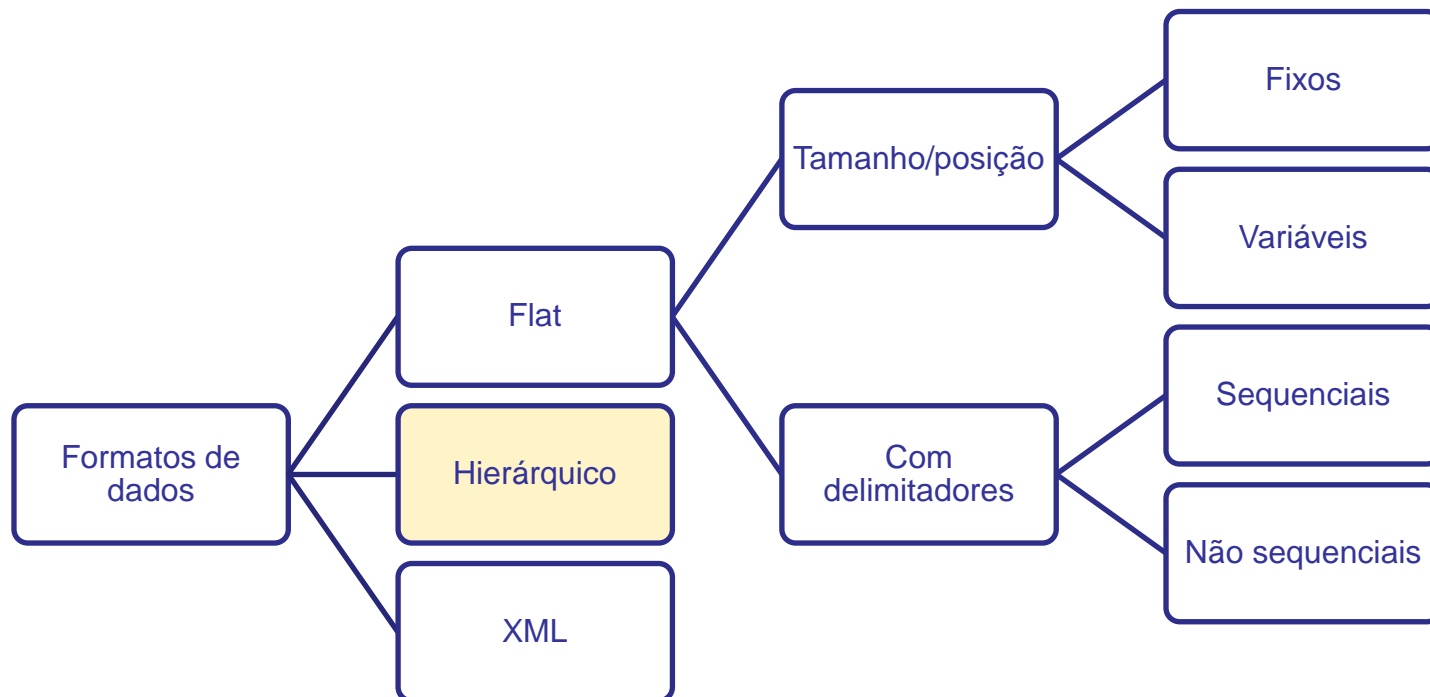 Formatos de
dados
Flat
Hierárquico
XML
Tamanho/posição
Com
delimitadores
Fixos
Variáveis
Sequenciais
Não sequenciais